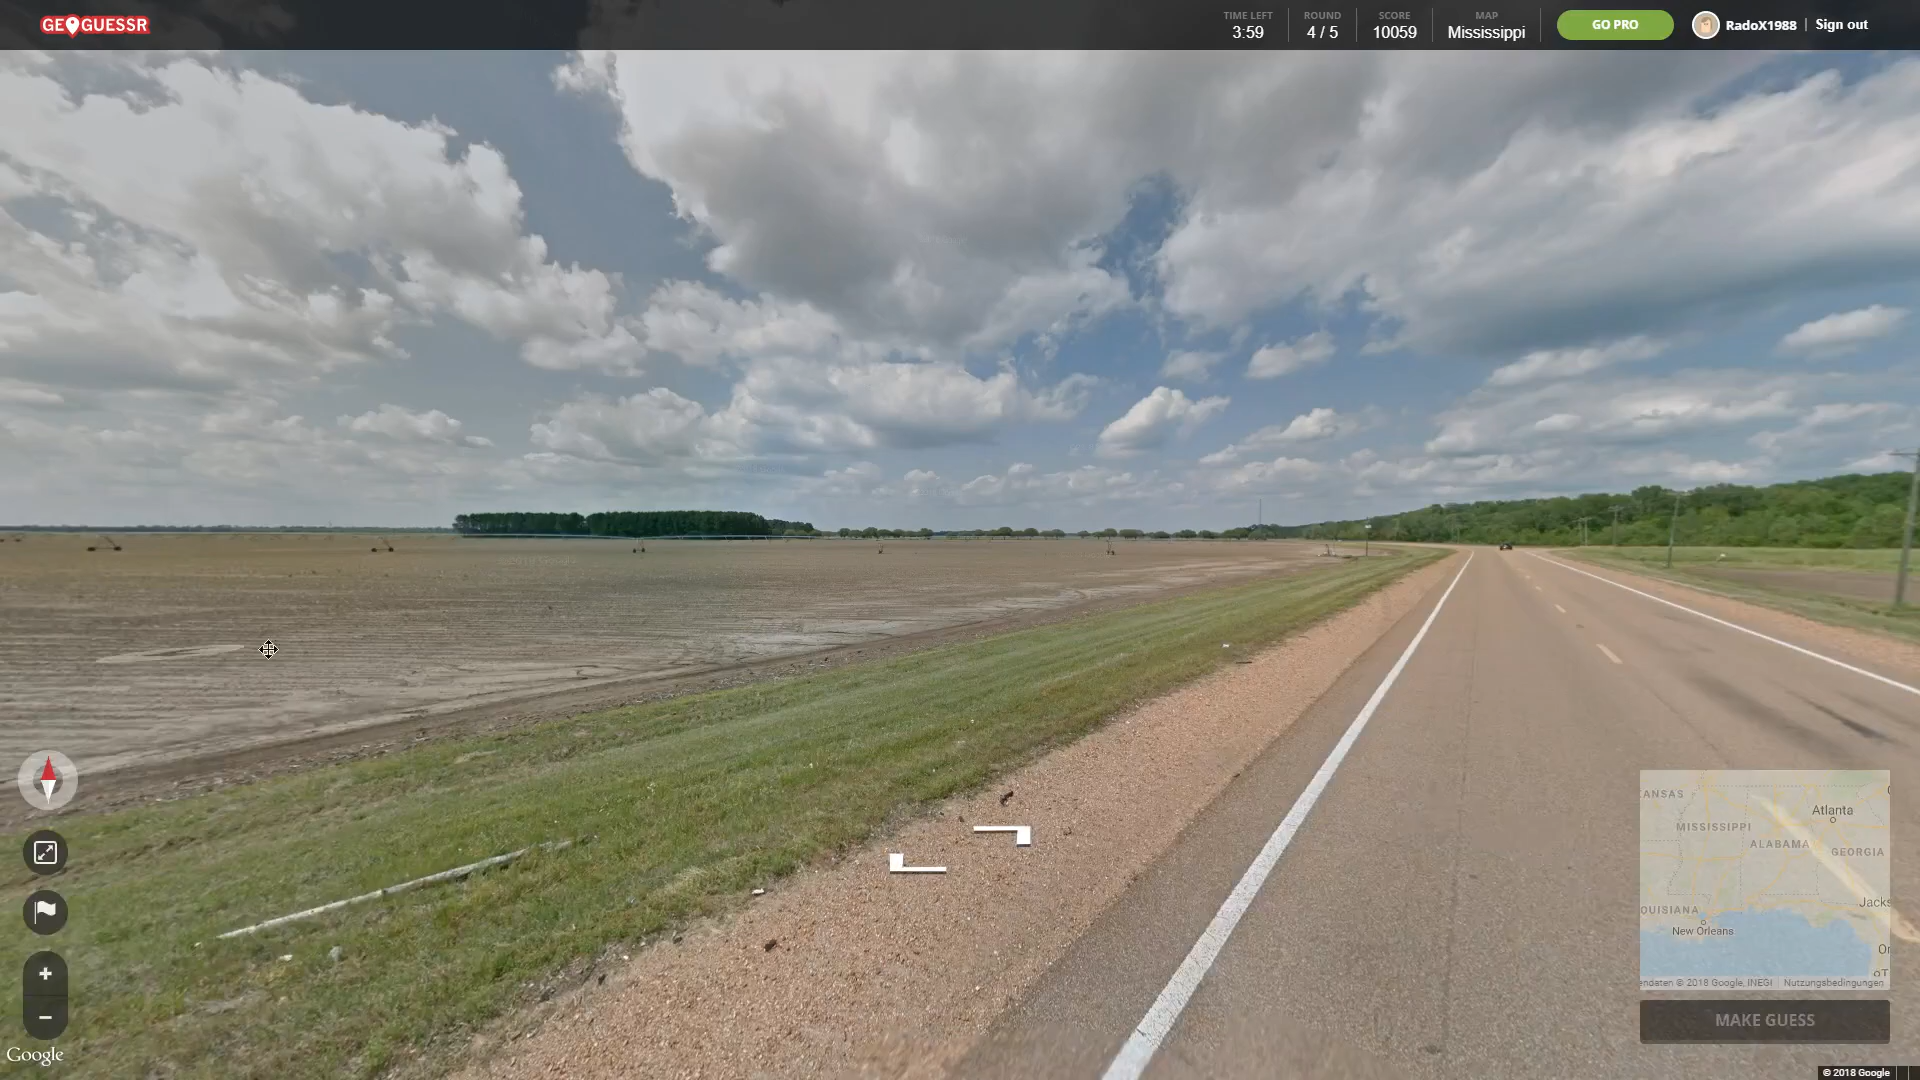 GEOGUESSR
TIME LEFT
3:59
ROUND
4 / 5
SCORE
10059
MAP
Mississippi
GO PRO
RadoX1988
Sign out
ANSAS
MISSISSIPPI
Atlanta
ALABAMA
GEORGIA
OUISIANA
Jacks
New Orleans
endaten © 2018 Google, INEGI
Nutzungsbedingungen
MAKE GUESS
Google
© 2018 Google